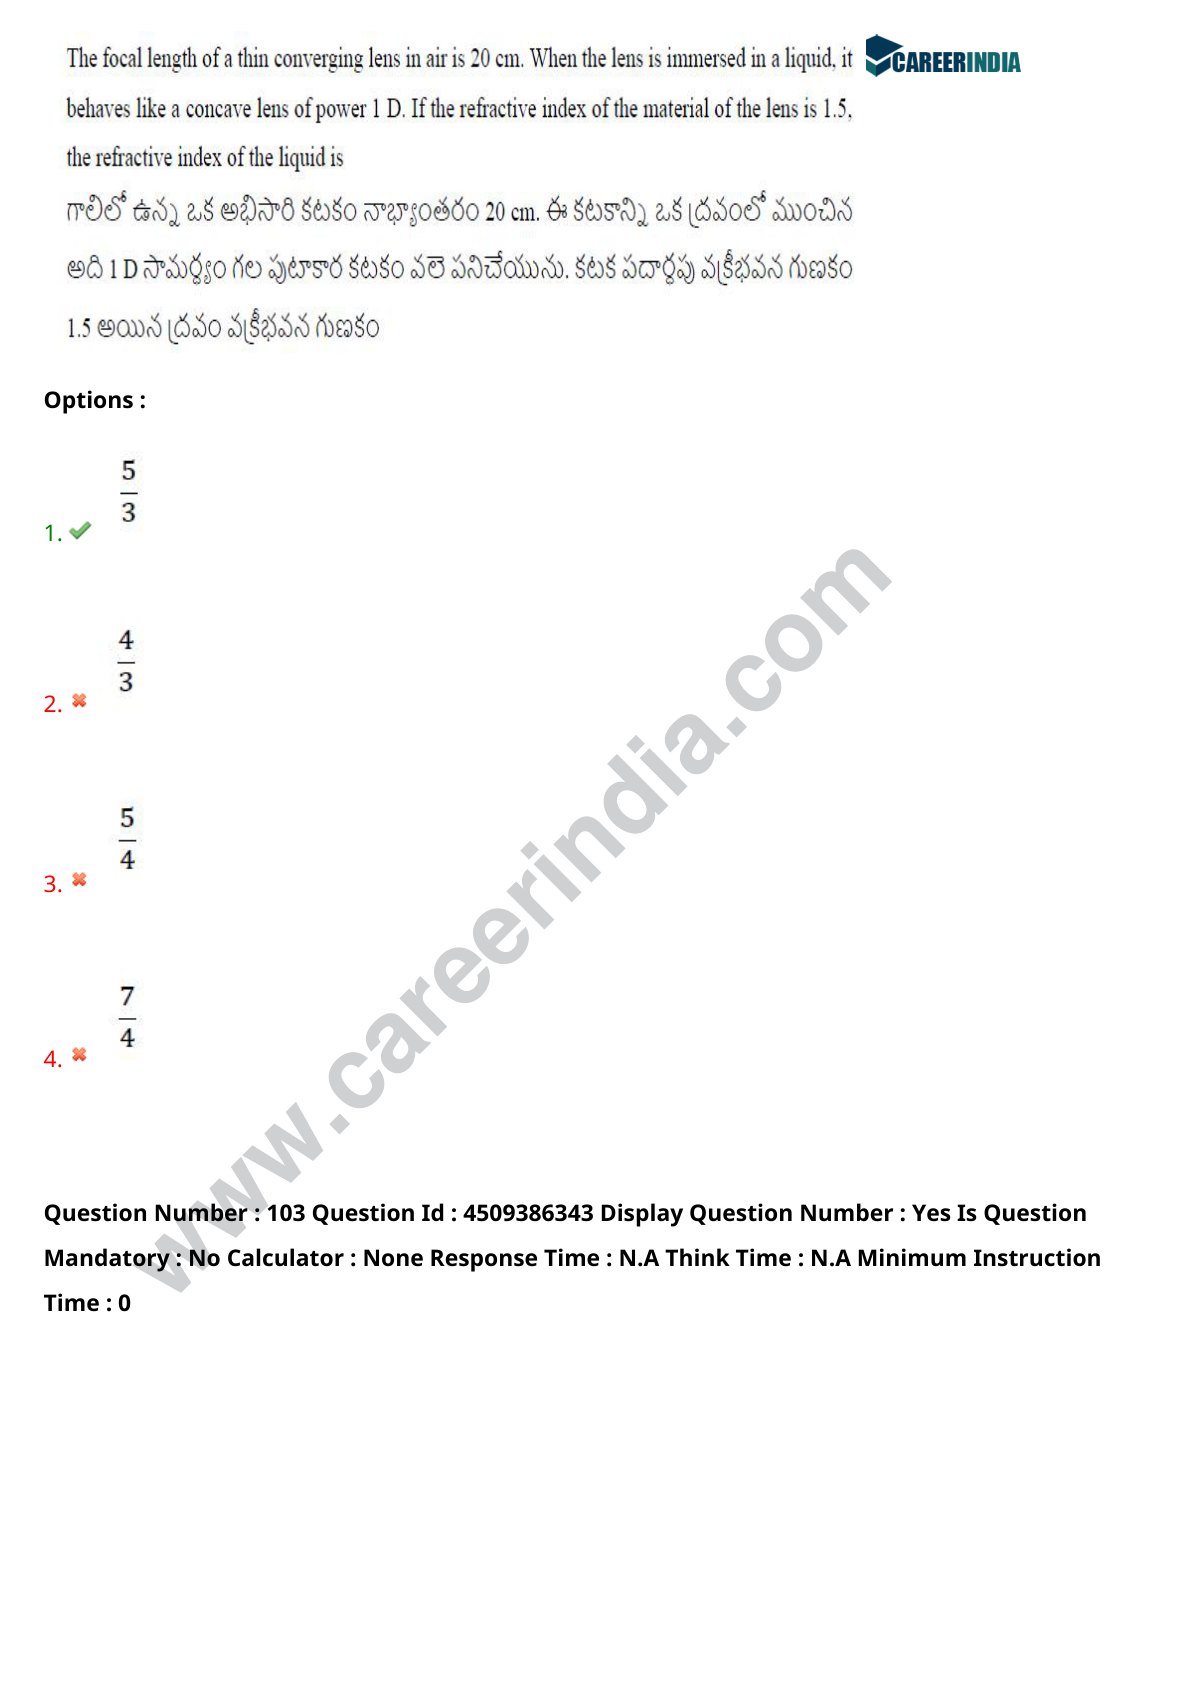 The focal length of a thin converging lens in air is 20 cm. When the lens is immersed in a liquid, it
CAREERINDIA
behaves like a concave lens of power 1 D. If the refractive index of the material of the lens is 1.5,
the refractive index of the liquid is
గాలిలో ఉన్న ఒక అభిసారి కటకం నాభ్యాంతరం 20 cm. ఈ కటకాన్ని ఒక ద్రవంలో ముంచిన
అది 1 D సామర్థ్యం గల పుటాకార కటకం వలె పనిచేయును. కటక పదార్థపు వక్రీభవన గుణకం
1.5 అయిన ద్రవం వక్రీభవన గుణకం
Options :
5
3
1.
4
3
2.
5
4
3.
7
4
4.
www.careerindia.com
Question Number : 103 Question Id : 4509386343 Display Question Number : Yes Is Question
Mandatory : No Calculator : None Response Time : N.A Think Time : N.A Minimum Instruction
Time : 0